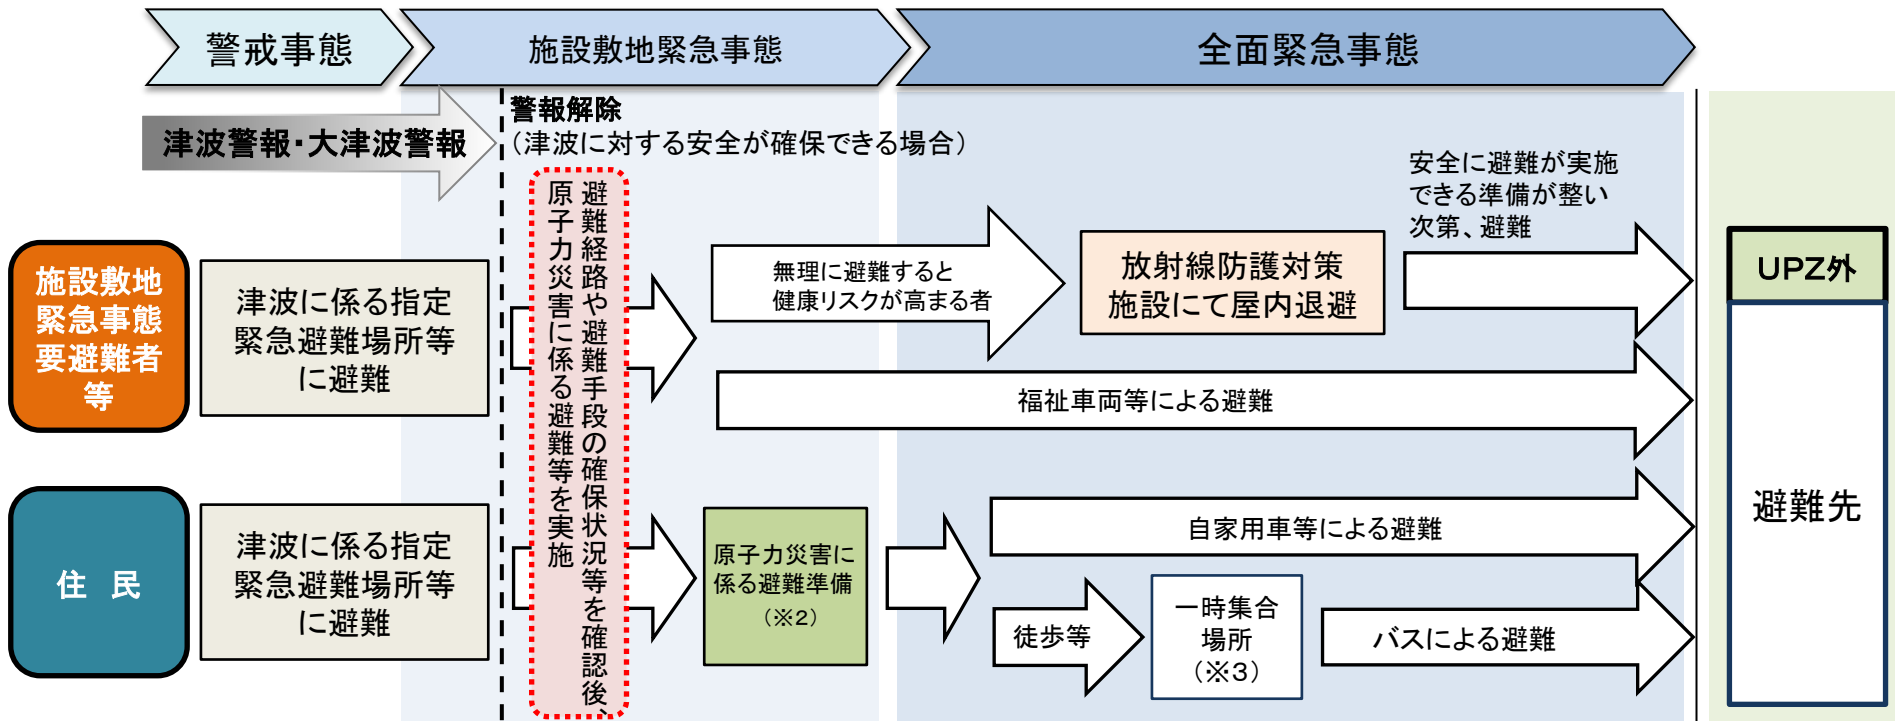 警戒事態
施設敷地緊急事態
全面緊急事態
津波警報・大津波警報
警報解除
（津波に対する安全が確保できる場合）
避難経路や避難手段の確保状況等を確認後、
原子力災害に係る避難等を実施
施設敷地
緊急事態
要避難者
等
津波に係る指定
緊急避難場所等
に避難
無理に避難すると
健康リスクが高まる者
放射線防護対策
施設にて屋内退避
安全に避難が実施
できる準備が整い
次第、避難
福祉車両等による避難
住　民
津波に係る指定
緊急避難場所等
に避難
原子力災害に
係る避難準備
（※2）
自家用車等による避難
徒歩等
一時集合
場所
（※3）
バスによる避難
UPZ外
避難先